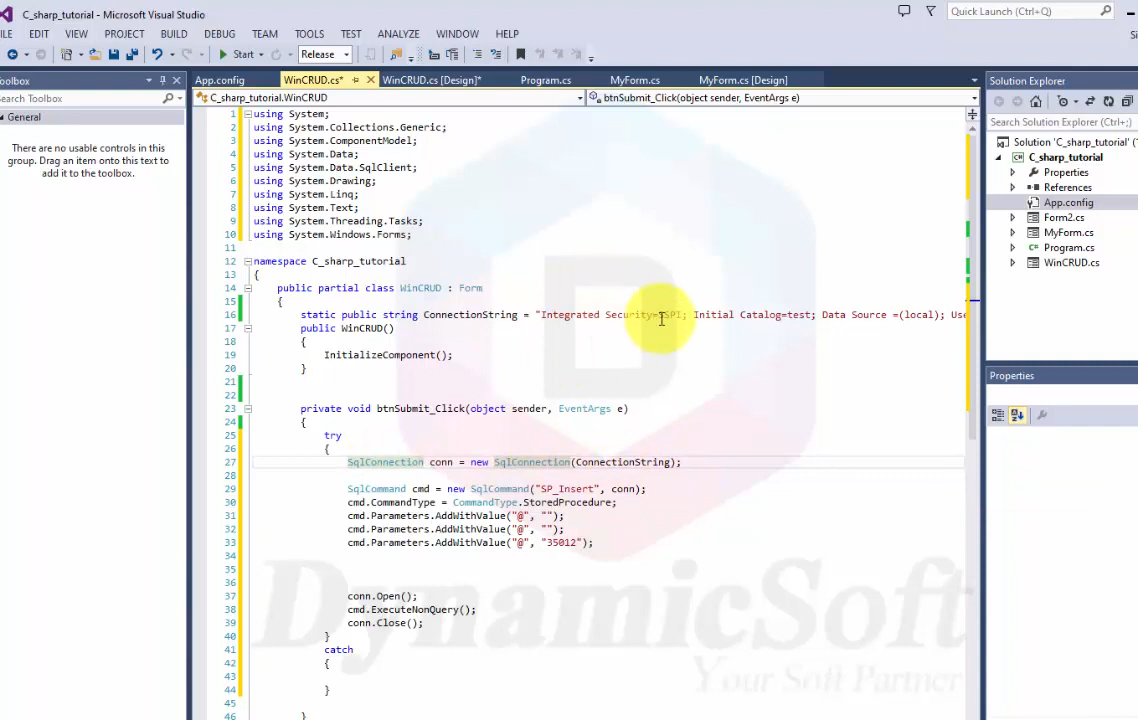 C_sharp_tutorial - Microsoft Visual Studio
Quick Launch (Ctrl+Q)
ILE EDIT VIEW PROJECT BUILD DEBUG TEAM TOOLS TEST ANALYZE WINDOW HELP
Start Release
Toolbox
Search Toolbox
General
There are no usable controls in this
group. Drag an item onto this text to
add it to the toolbox.
App.config WinCRUD.cs* WinCRUD.cs [Design]* Program.cs MyForm.cs MyForm.cs [Design]
C_sharp_tutorial.WinCRUD btnSubmit_Click(object sender, EventArgs e)
1 using System;
2 using System.Collections.Generic;
3 using System.ComponentModel;
4 using System.Data;
5 using System.Data.SqlClient;
6 using System.Drawing;
7 using System.Linq;
8 using System.Text;
9 using System.Threading.Tasks;
10 using System.Windows.Forms;
11
12 namespace C_sharp_tutorial
13 {
14 public partial class WinCRUD : Form
15 {
16 static public string ConnectionString = "Integrated Security=SSPI; Initial Catalog=test; Data Source =(local); Use
17 public WinCRUD()
18 {
19 InitializeComponent();
20 }
21
22
23 private void btnSubmit_Click(object sender, EventArgs e)
24 {
25 try
26 {
27 SqlConnection conn = new SqlConnection(ConnectionString);
28
29 SqlCommand cmd = new SqlCommand("SP_Insert", conn);
30 cmd.CommandType = CommandType.StoredProcedure;
31 cmd.Parameters.AddWithValue("@", "");
32 cmd.Parameters.AddWithValue("@", "");
33 cmd.Parameters.AddWithValue("@", "35012");
34
35
36
37 conn.Open();
38 cmd.ExecuteNonQuery();
39 conn.Close();
40 }
41 catch
42 {
43
44 }
45
46 }
Solution Explorer
Search Solution Explorer (Ctrl+;)
Solution 'C_sharp_tutorial' (
C_sharp_tutorial
Properties
References
App.config
Form2.cs
MyForm.cs
Program.cs
WinCRUD.cs
Properties
D
DynamicSoft
Your Soft Partner